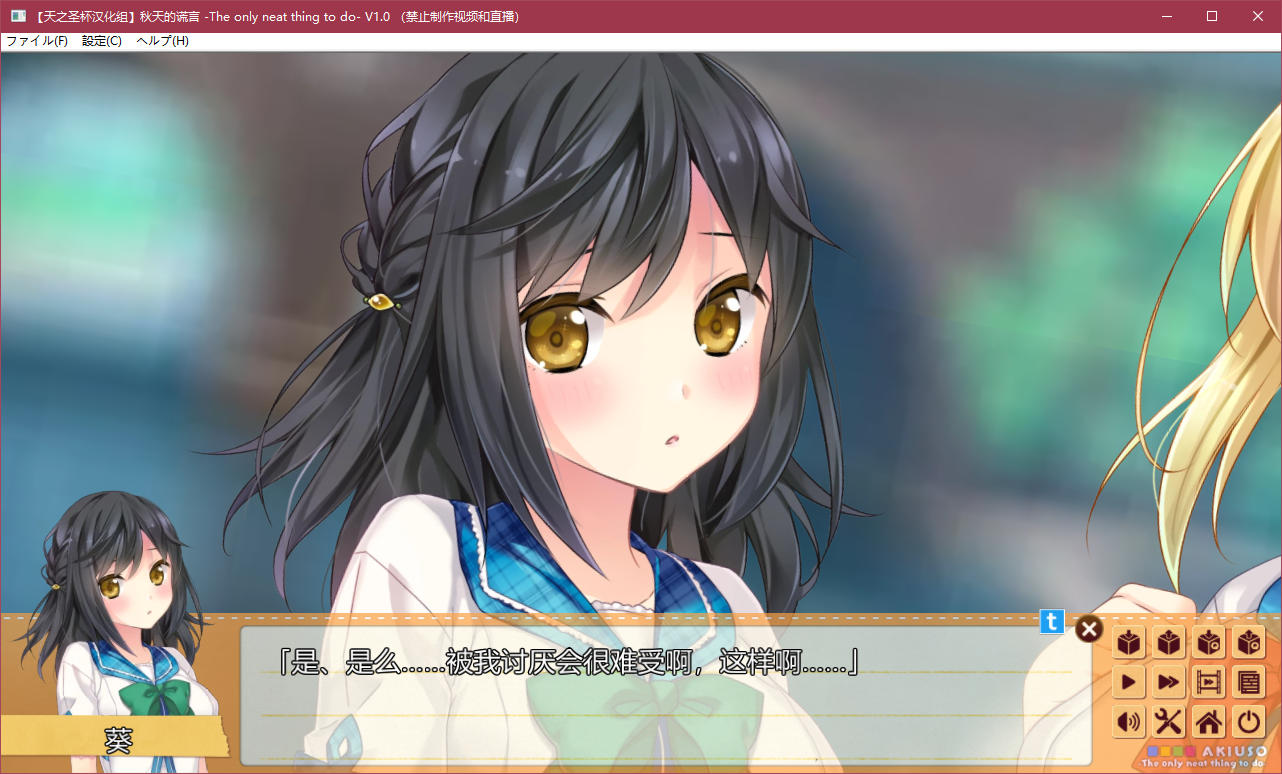 【天之圣杯汉化组】秋天的谎言 -The only neat thing to do- V1.0 （禁止制作视频和直播）
ファイル(F) 設定(C) ヘルプ(H)
t
「是、是么……被我讨厌会很难受啊，这样啊……」
葵
AKIUSO
The only neat thing to do